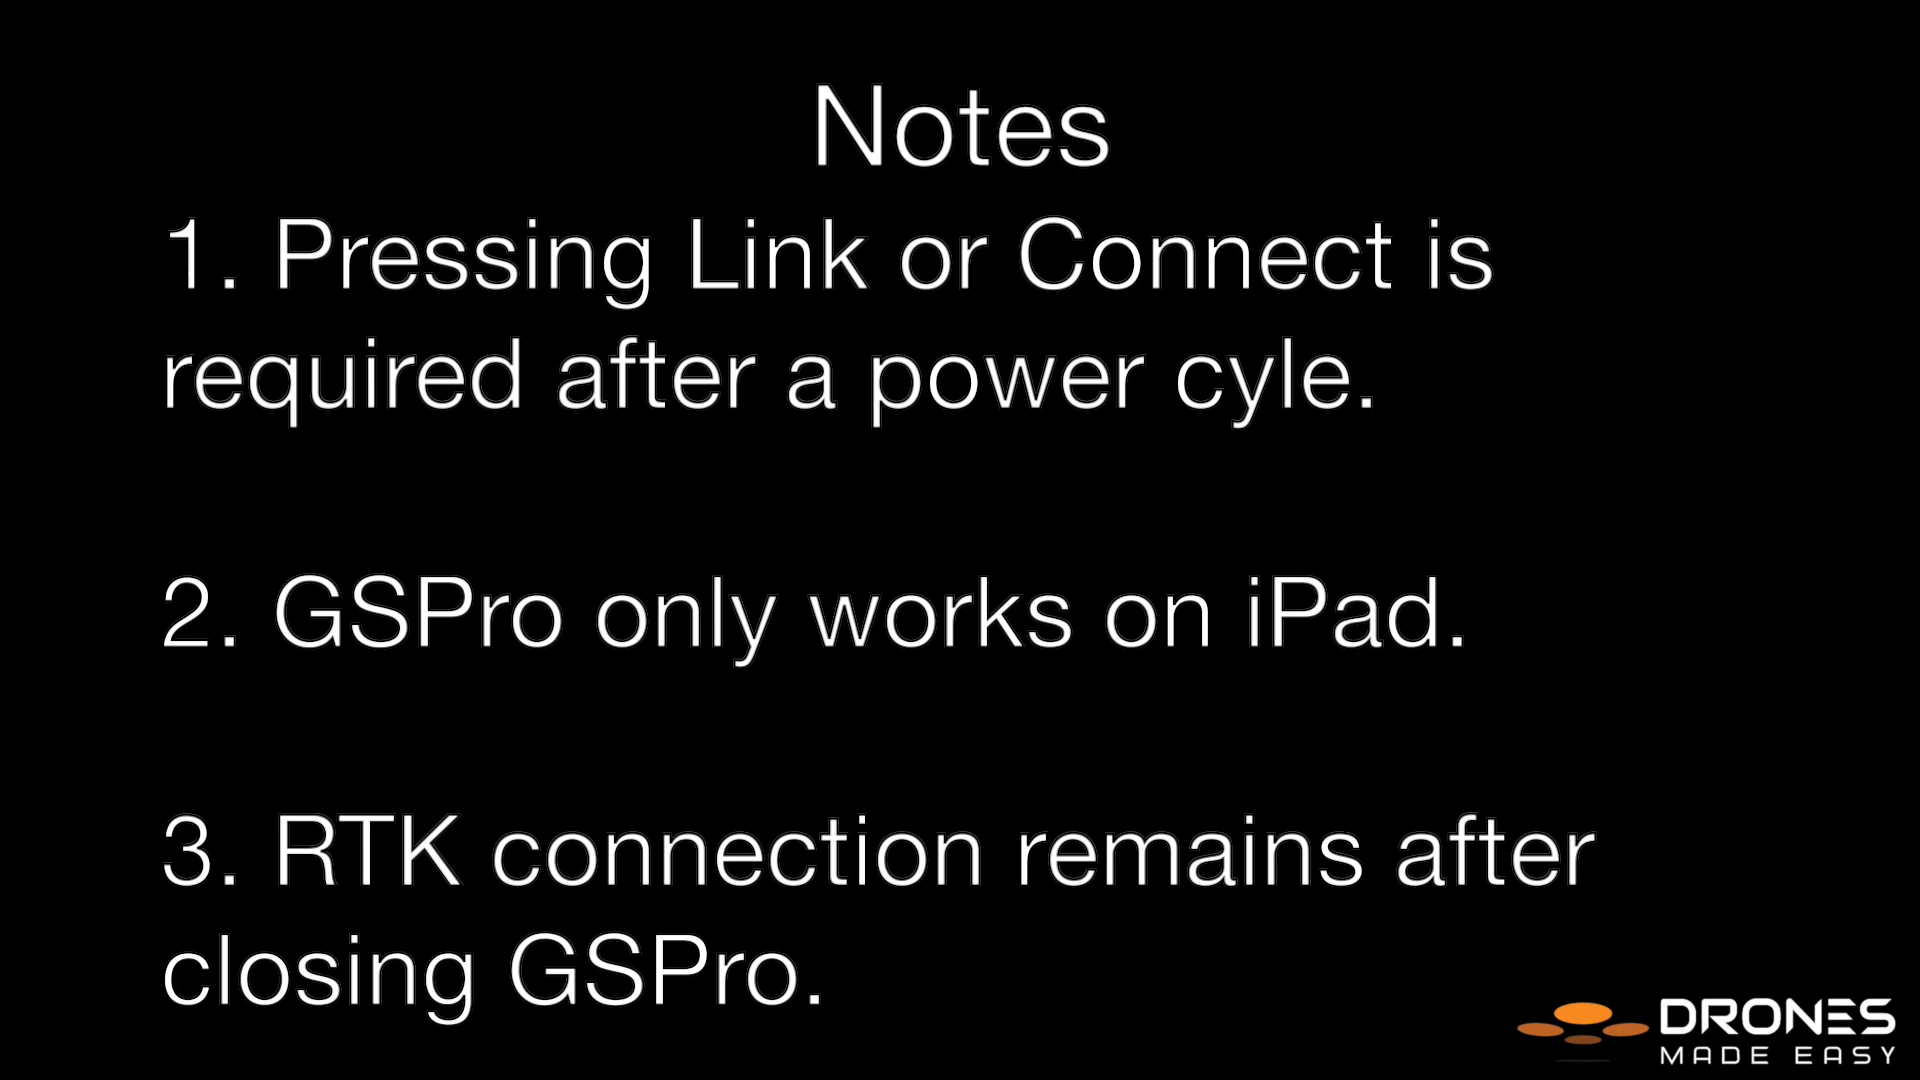 Notes
1. Pressing Link or Connect is
required after a power cyle.
2. GSPro only works on iPad.
3. RTK connection remains after
closing GSPro.
DRONES
MADE EASY